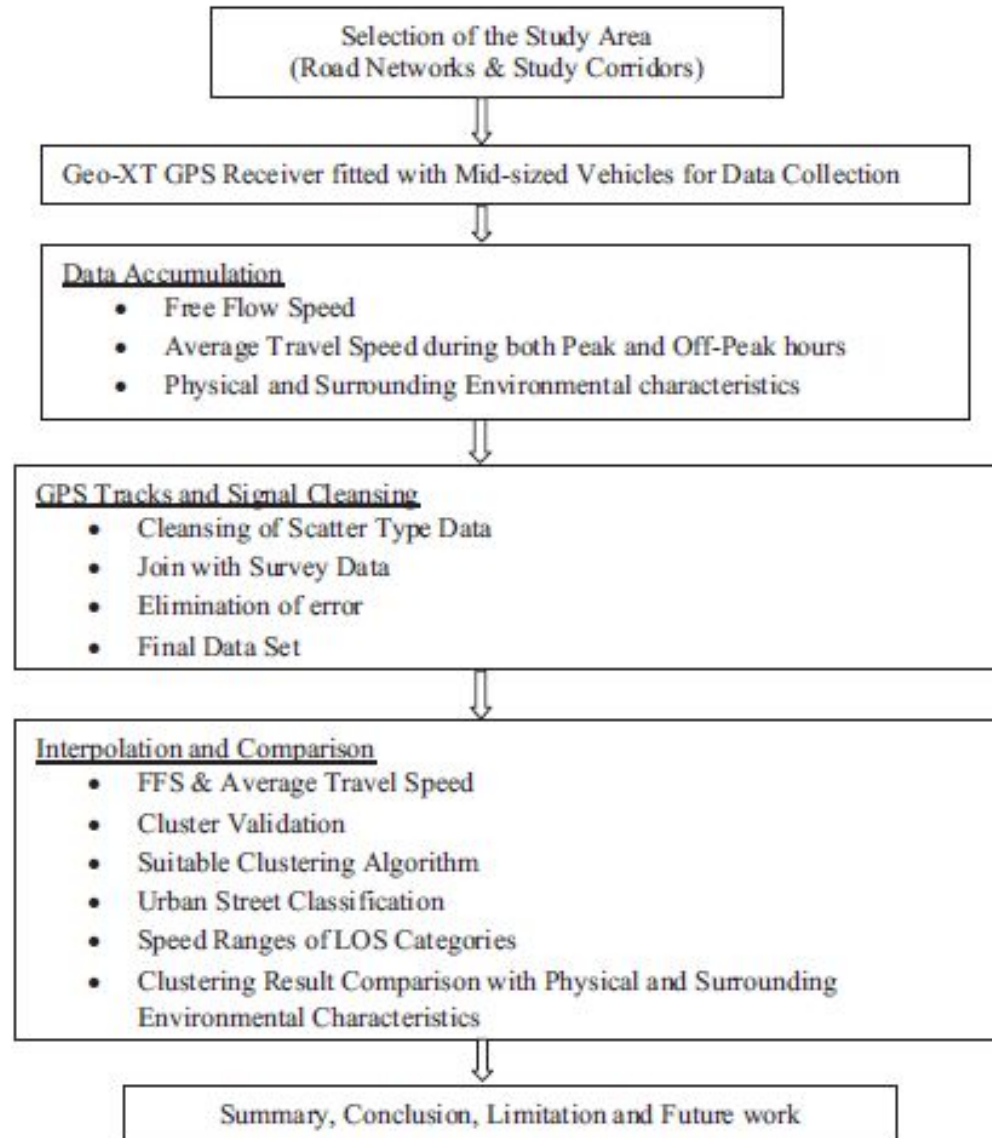 Selection of the Study Area
(Road Networks & Study Corridors)
Geo-XT GPS Receiver fitted with Mid-sized Vehicles for Data Collection
Data Accumulation
• Free Flow Speed
• Average Travel Speed during both Peak and Off-Peak hours
• Physical and Surrounding Environmental characteristics
GPS Tracks and Signal Cleansing
• Cleansing of Scatter Type Data
• Join with Survey Data
• Elimination of error
• Final Data Set
Interpolation and Comparison
• FFS & Average Travel Speed
• Cluster Validation
• Suitable Clustering Algorithm
• Urban Street Classification
• Speed Ranges of LOS Categories
• Clustering Result Comparison with Physical and Surrounding
Environmental Characteristics
Summary, Conclusion, Limitation and Future work